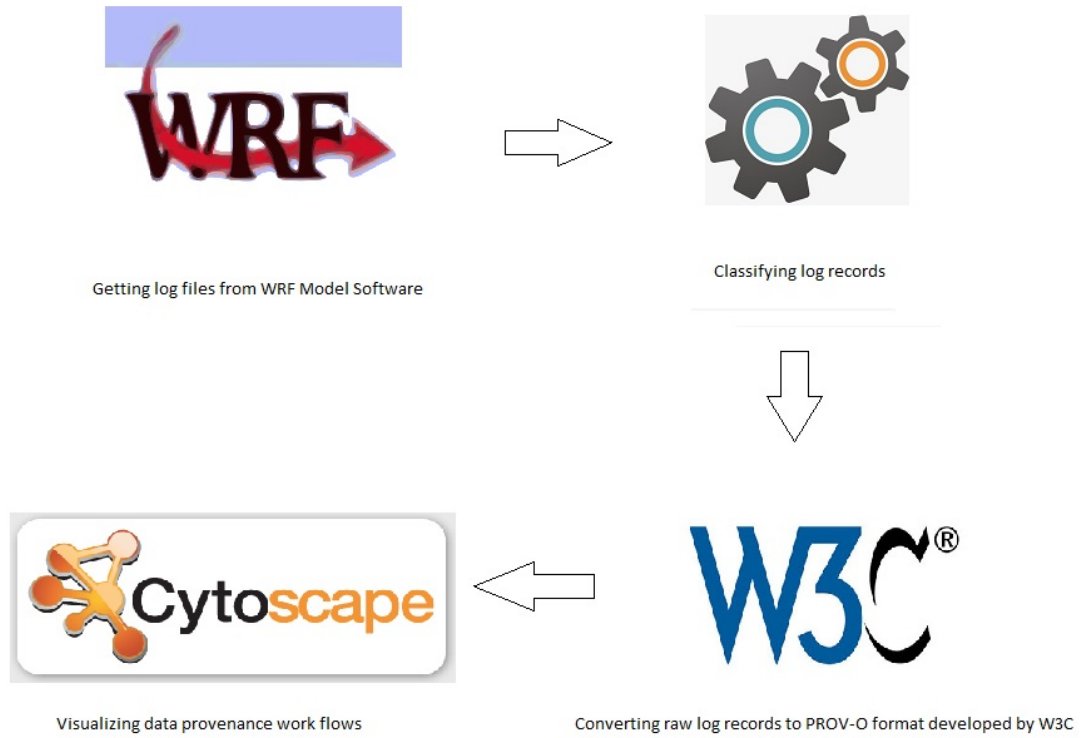 WRF
Getting log files from WRF Model Software
Classifying log records
W3C®
Converting raw log records to PROV-O format developed by W3C
Cytoscape
Visualizing data provenance work flows